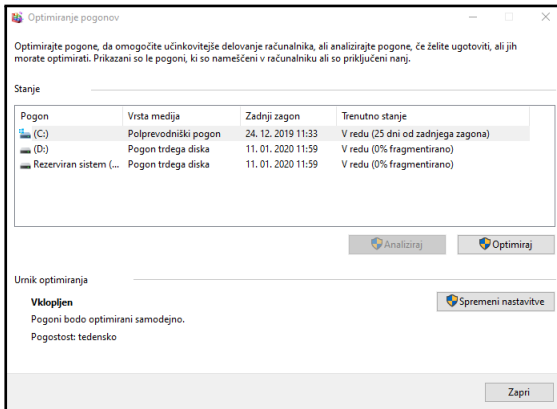 Optimiranje pogonov
Optimirajte pogone, da omogočite učinkovitejše delovanje računalnika, ali analizirajte pogone, če želite ugotoviti, ali jih
morate optimirati. Prikazani so le pogoni, ki so nameščeni v računalniku ali so priključeni nanj.
Stanje
Pogon Vrsta medija Zadnji zagon Trenutno stanje
(C:) Polprevodniški pogon 24. 12. 2019 11:33 V redu (25 dni od zadnjega zagona)
(D:) Pogon trdega diska 11. 01. 2020 11:59 V redu (0% fragmentirano)
Rezerviran sistem (... Pogon trdega diska 11. 01. 2020 11:59 V redu (0% fragmentirano)
Analiziraj Optimiraj
Urnik optimiranja
Vklopljen Spremeni nastavitve
Pogoni bodo optimirani samodejno.
Pogostost: tedensko
Zapri